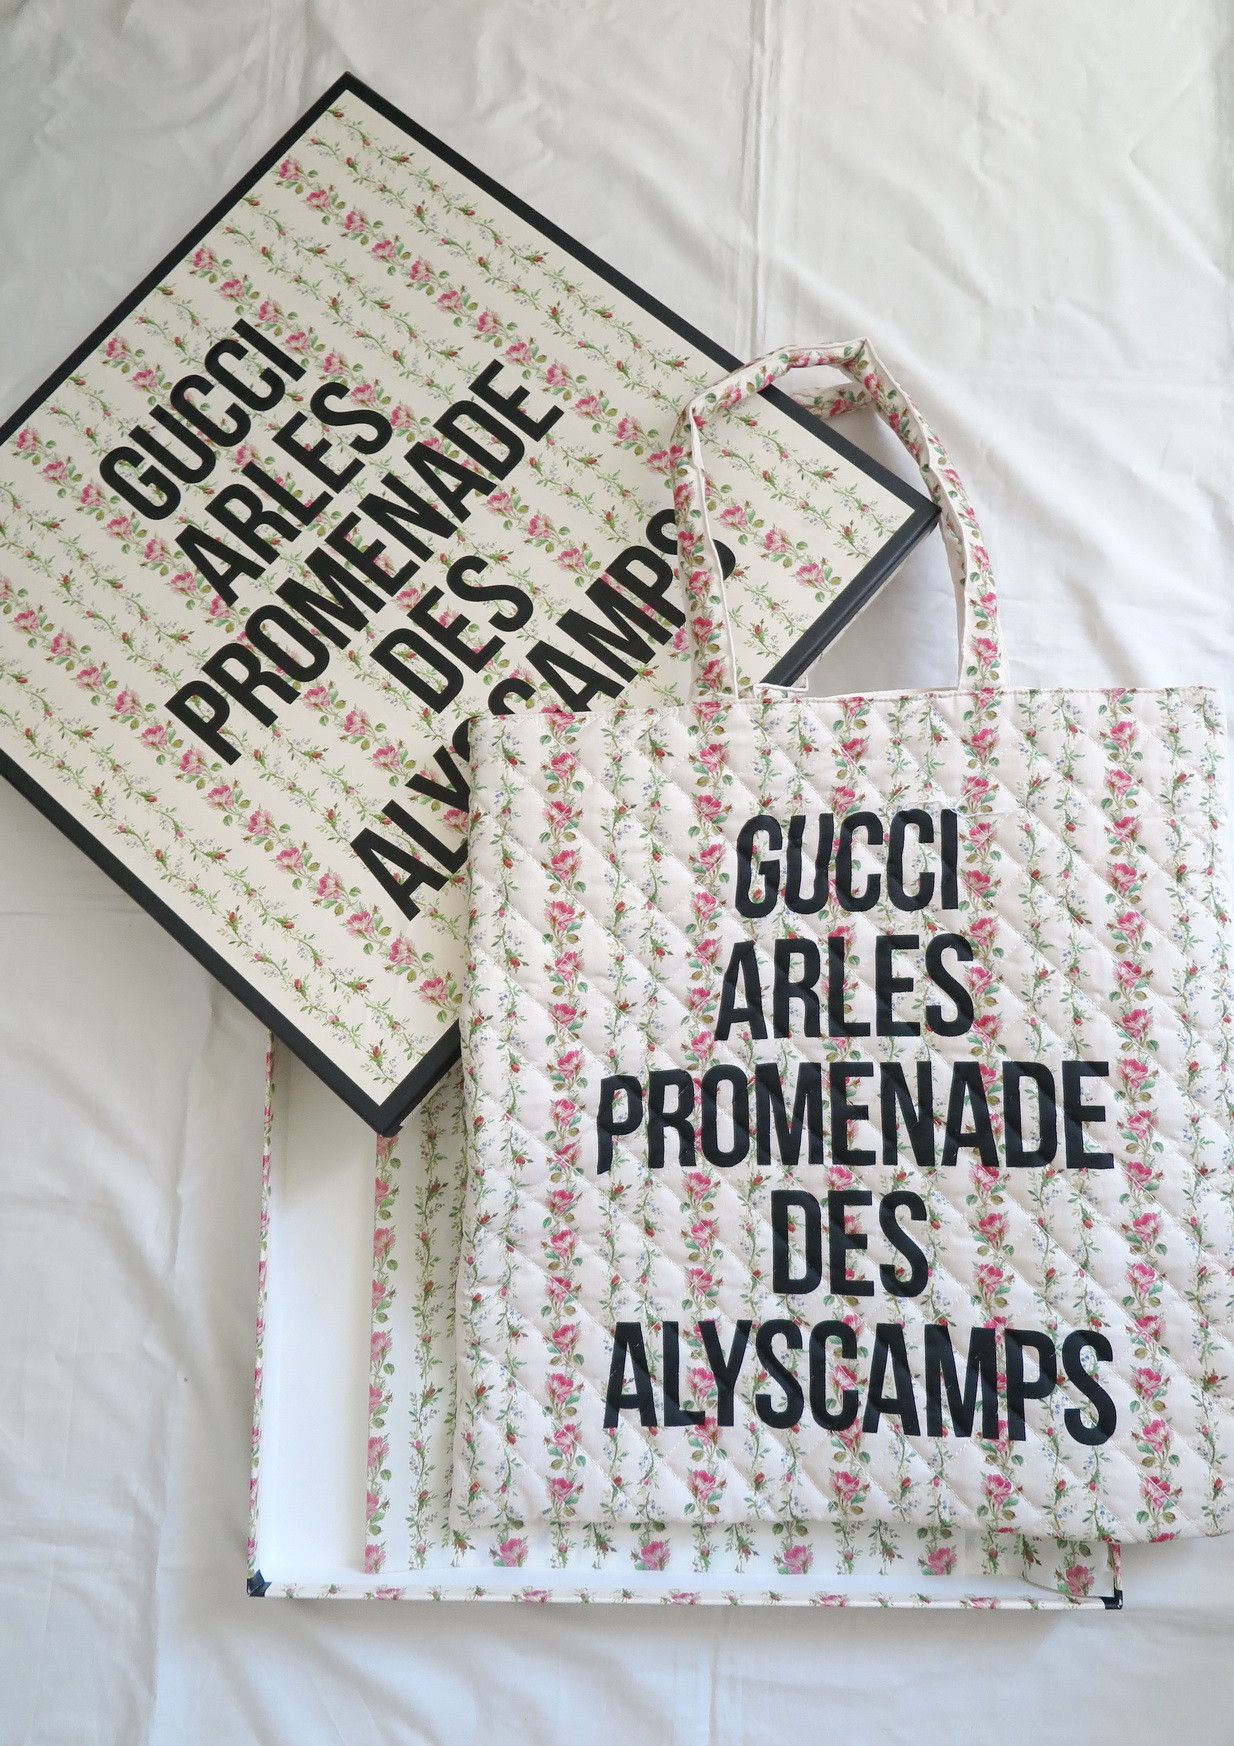 GUCCI
ARLES
PROMENADE
DES
ALYSCAMPS
GUCCI
ARLES
PROMENADE
DES
ALYSCAMPS